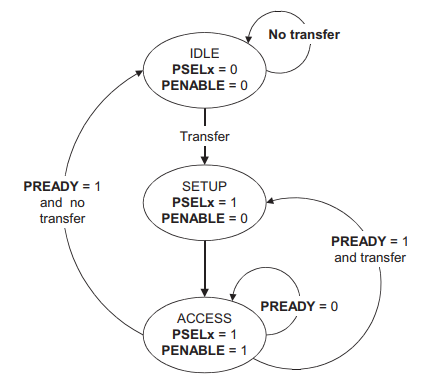 No transfer
IDLE
PSELx = 0
PENABLE = 0
Transfer
SETUP
PSELx = 1
PENABLE = 0
PREADY = 1
and no
transfer
PREADY = 1
and transfer
PREADY = 0
ACCESS
PSELx = 1
PENABLE = 1